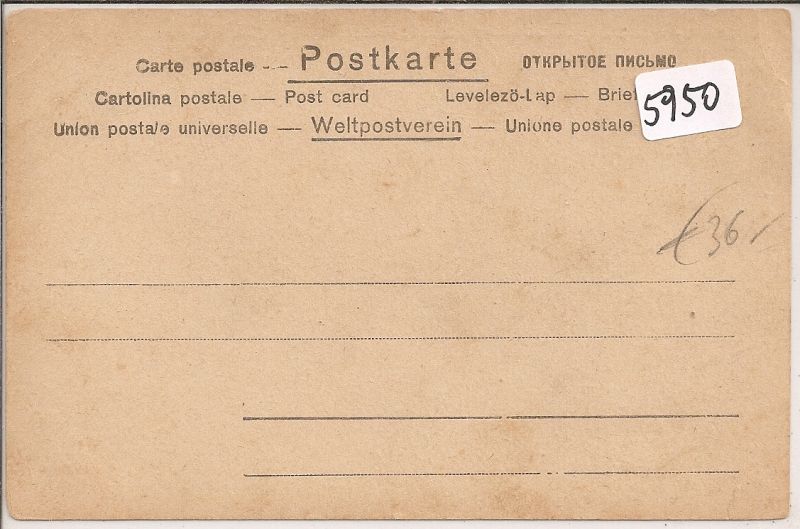 Carte postale -- Postkarte ОТКРЫТОЕ ПИСЬМО
Cartolina postale — Post card Levelezö-Lap — Brief
Union postale universelle — Weltpostverein — Unione postale
5950
€36